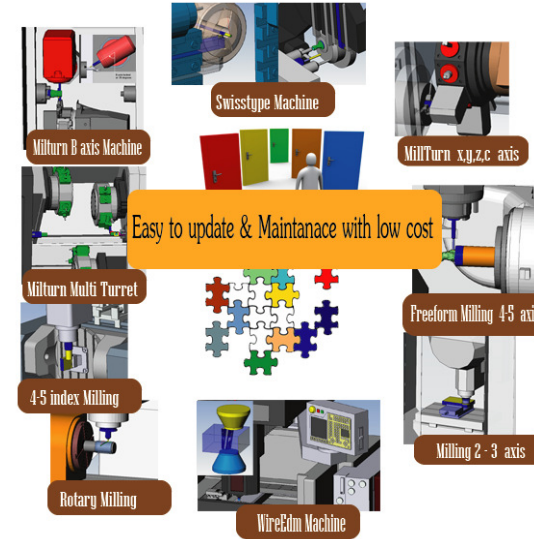 Swisstype Machine
Milturn B axis Machine
MillTurn x,y,z,c axis
Easy to update & Maintanace with low cost
Milturn Multi Turret
Freeform Milling 4-5 axi
4-5 index Milling
Milling 2 - 3 axis
Rotary Milling
WireEdm Machine